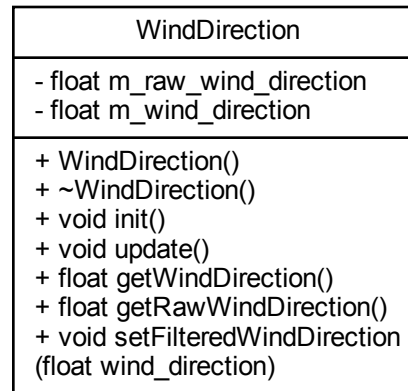 WindDirection
- float m_raw_wind_direction
- float m_wind_direction
+ WindDirection()
+ ~WindDirection()
+ void init()
+ void update()
+ float getWindDirection()
+ float getRawWindDirection()
+ void setFilteredWindDirection
(float wind_direction)